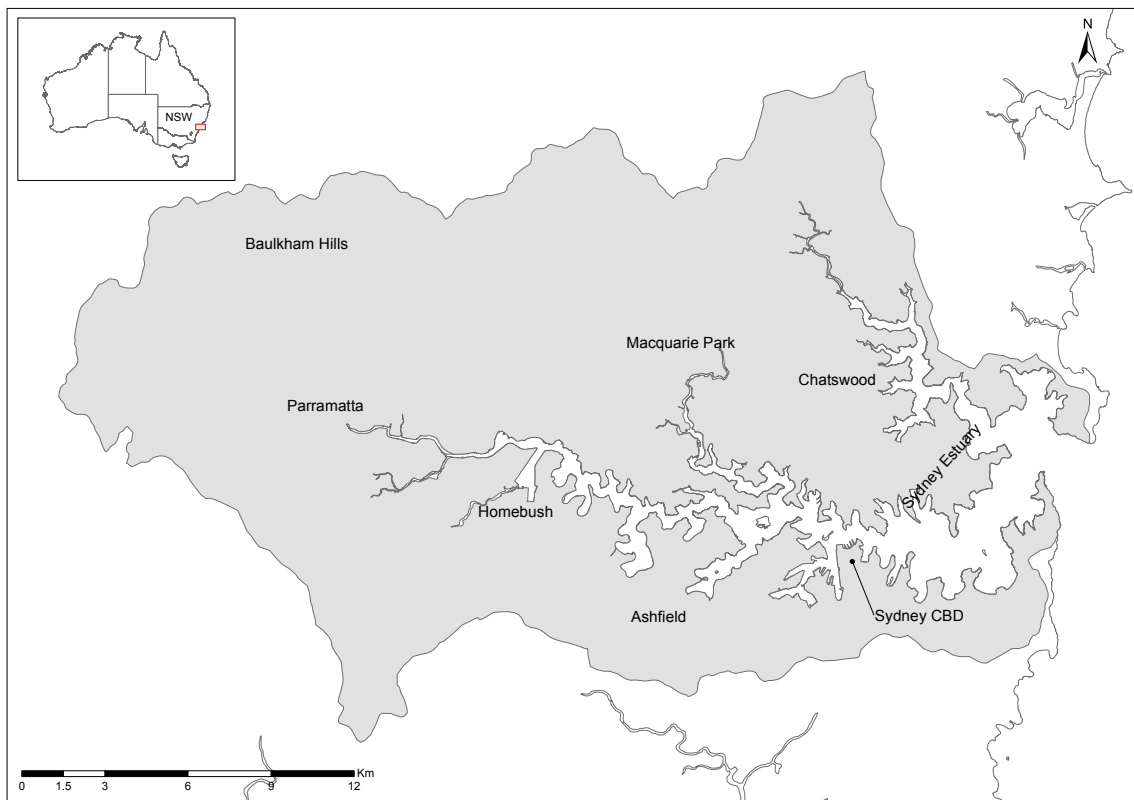 NSW
N
Baulkham Hills
Macquarie Park
Chatswood
Parramatta
Sydney Estuary
Homebush
Ashfield
Sydney CBD
Km
0 1.5 3 6 9 12